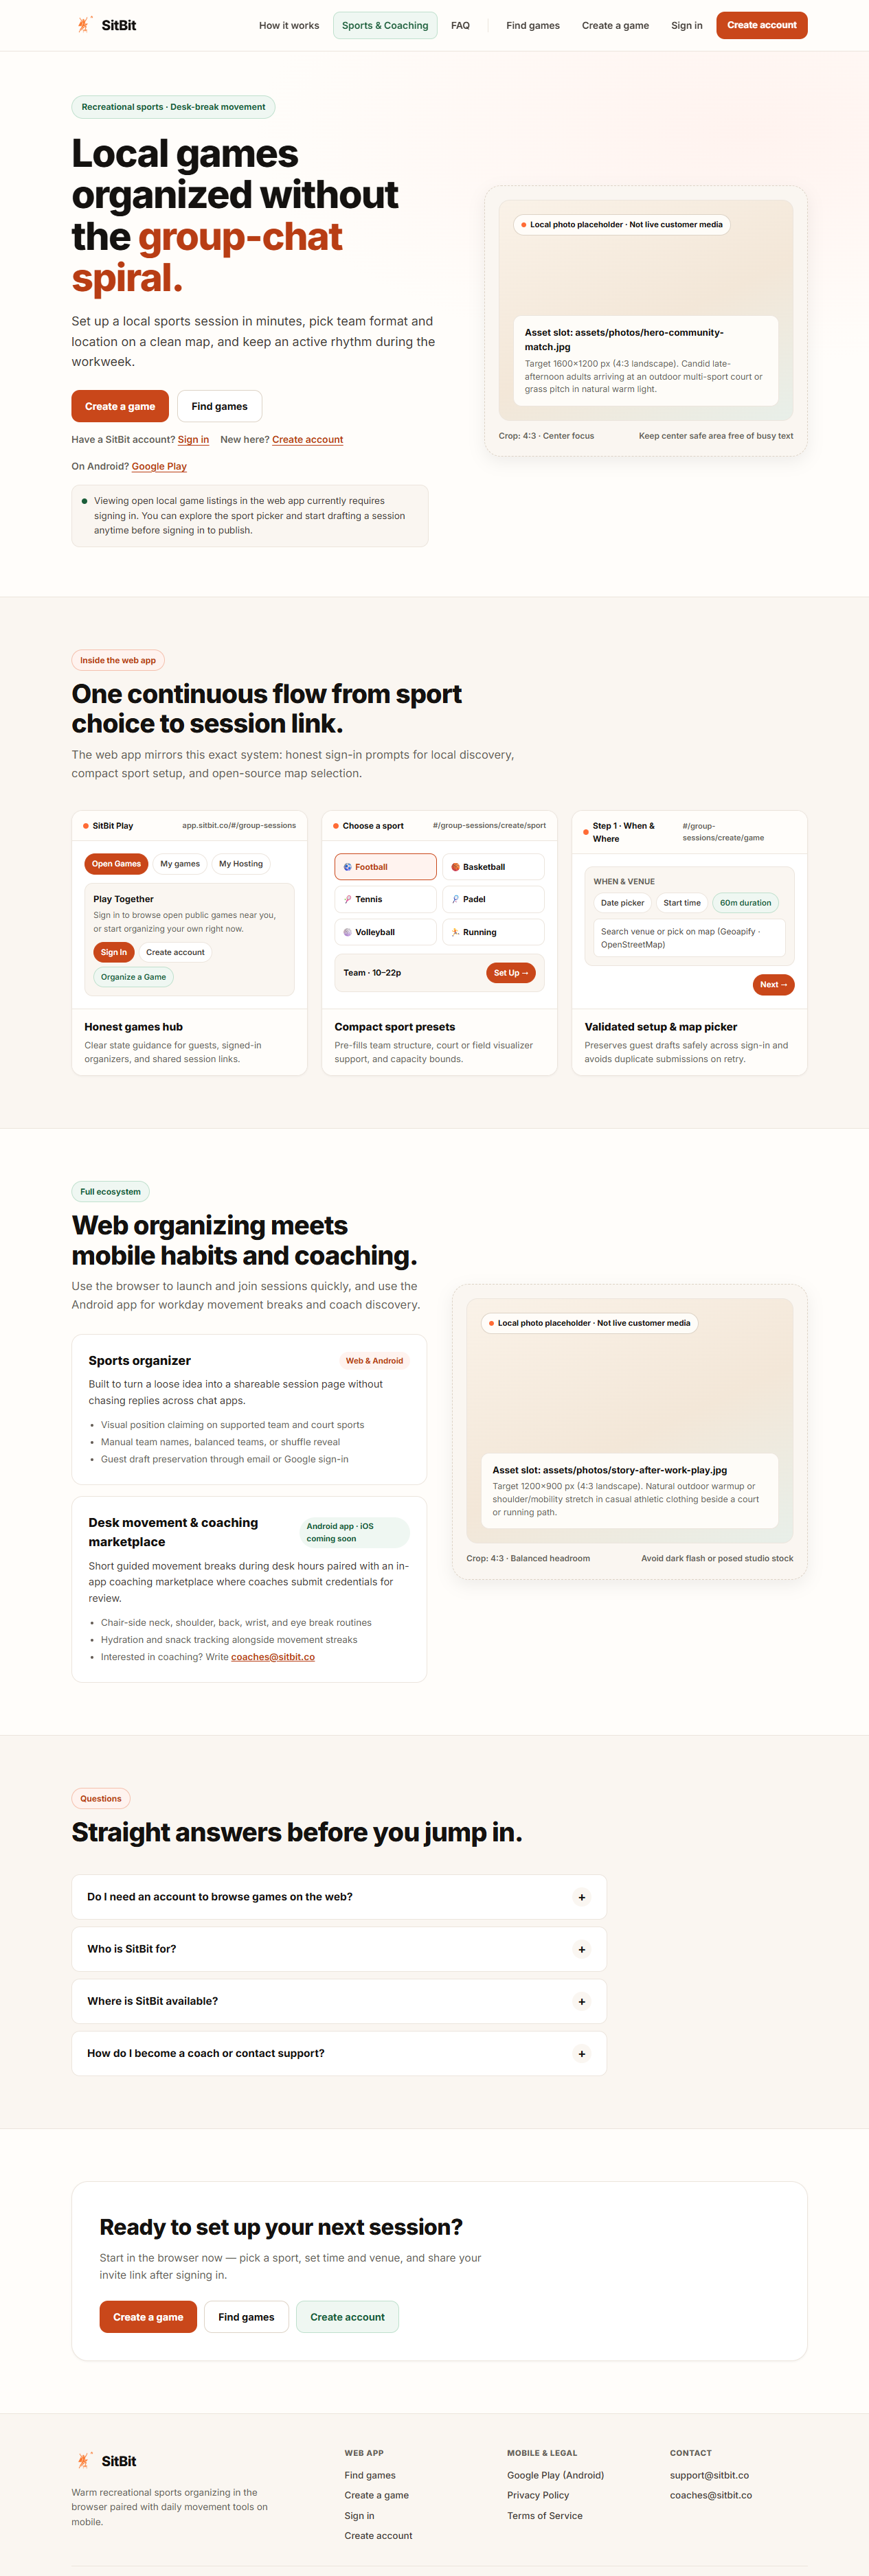 SitBit
How it works
Sports & Coaching
FAQ
Find games
Create a game
Sign in
Create account
Recreational sports · Desk-break movement
Local games
organized without
the group-chat
spiral.
Set up a local sports session in minutes, pick team format and
location on a clean map, and keep an active rhythm during the
workweek.
Create a game
Find games
Have a SitBit account? Sign in New here? Create account
On Android? Google Play
Viewing open local game listings in the web app currently requires
signing in. You can explore the sport picker and start drafting a session
anytime before signing in to publish.
Local photo placeholder · Not live customer media
Asset slot: assets/photos/hero-community-
match.jpg
Target 1600×1200 px (4:3 landscape). Candid late-
afternoon adults arriving at an outdoor multi-sport court or
grass pitch in natural warm light.
Crop: 4:3 · Center focus
Keep center safe area free of busy text
Inside the web app
One continuous flow from sport
choice to session link.
The web app mirrors this exact system: honest sign-in prompts for local discovery,
compact sport setup, and open-source map selection.
SitBit Play
app.sitbit.co/#/group-sessions
Open Games
My games
My Hosting
Play Together
Sign in to browse open public games near you,
or start organizing your own right now.
Sign In
Create account
Organize a Game
Honest games hub
Clear state guidance for guests, signed-in
organizers, and shared session links.
Choose a sport
#/group-sessions/create/sport
Football
Basketball
Tennis
Padel
Volleyball
Running
Team · 10–22p
Set Up →
Compact sport presets
Pre-fills team structure, court or field visualizer
support, and capacity bounds.
Step 1 · When &
Where
#/group-
sessions/create/game
WHEN & VENUE
Date picker
Start time
60m duration
Search venue or pick on map (Geoapify ·
OpenStreetMap)
Next →
Validated setup & map picker
Preserves guest drafts safely across sign-in and
avoids duplicate submissions on retry.
Full ecosystem
Web organizing meets
mobile habits and coaching.
Use the browser to launch and join sessions quickly, and use the
Android app for workday movement breaks and coach discovery.
Sports organizer
Web & Android
Built to turn a loose idea into a shareable session page without
chasing replies across chat apps.
• Visual position claiming on supported team and court sports
• Manual team names, balanced teams, or shuffle reveal
• Guest draft preservation through email or Google sign-in
Desk movement & coaching
marketplace
Android app · iOS
coming soon
Short guided movement breaks during desk hours paired with an in-
app coaching marketplace where coaches submit credentials for
review.
• Chair-side neck, shoulder, back, wrist, and eye break routines
• Hydration and snack tracking alongside movement streaks
• Interested in coaching? Write coaches@sitbit.co
Local photo placeholder · Not live customer media
Asset slot: assets/photos/story-after-work-play.jpg
Target 1200×900 px (4:3 landscape). Natural outdoor warmup or
shoulder/mobility stretch in casual athletic clothing beside a court
or running path.
Crop: 4:3 · Balanced headroom
Avoid dark flash or posed studio stock
Questions
Straight answers before you jump in.
Do I need an account to browse games on the web?
+
Who is SitBit for?
+
Where is SitBit available?
+
How do I become a coach or contact support?
+
Ready to set up your next session?
Start in the browser now — pick a sport, set time and venue, and share your
invite link after signing in.
Create a game
Find games
Create account
SitBit
Warm recreational sports organizing in the
browser paired with daily movement tools on
mobile.
WEB APP
Find games
Create a game
Sign in
Create account
MOBILE & LEGAL
Google Play (Android)
Privacy Policy
Terms of Service
CONTACT
support@sitbit.co
coaches@sitbit.co